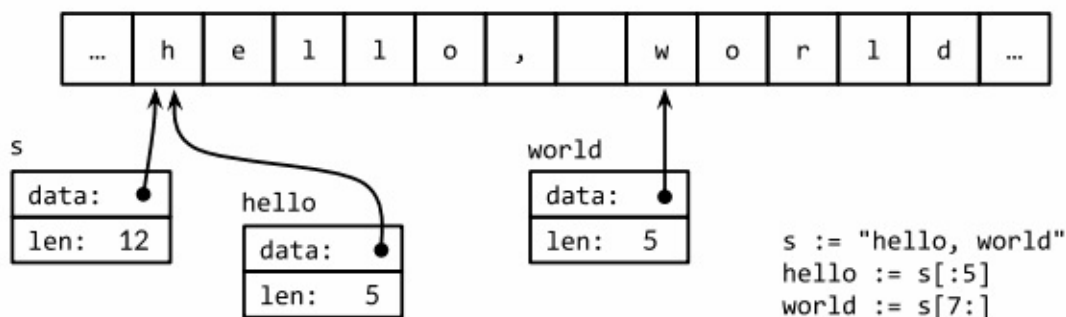 ... h e l l o , w o r l d ...
s
data:
len: 12
hello
data:
len: 5
world
data:
len: 5
s := "hello, world"
hello := s[:5]
world := s[7:]